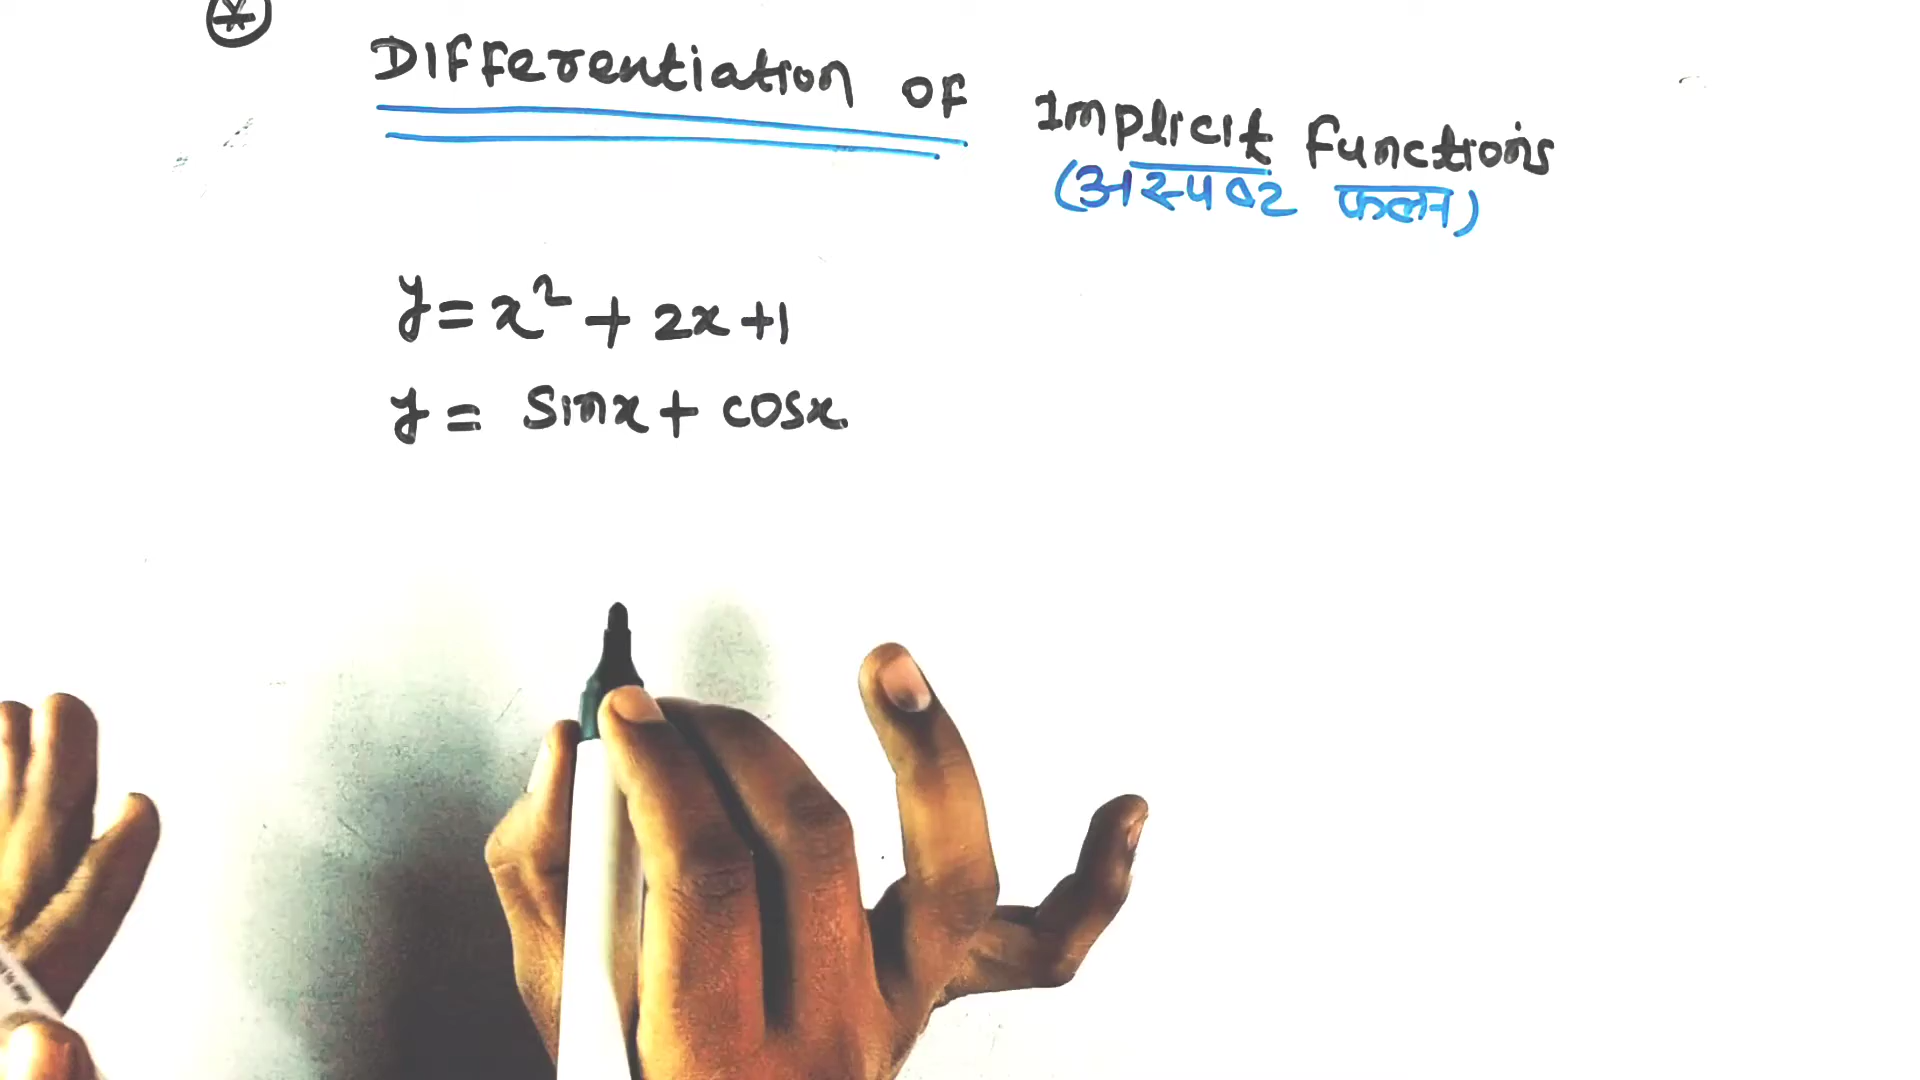 Differentiation of Implicit Functions
(अस्पष्ट फलन)
y = x² + 2x + 1
y = sinx + cosx.